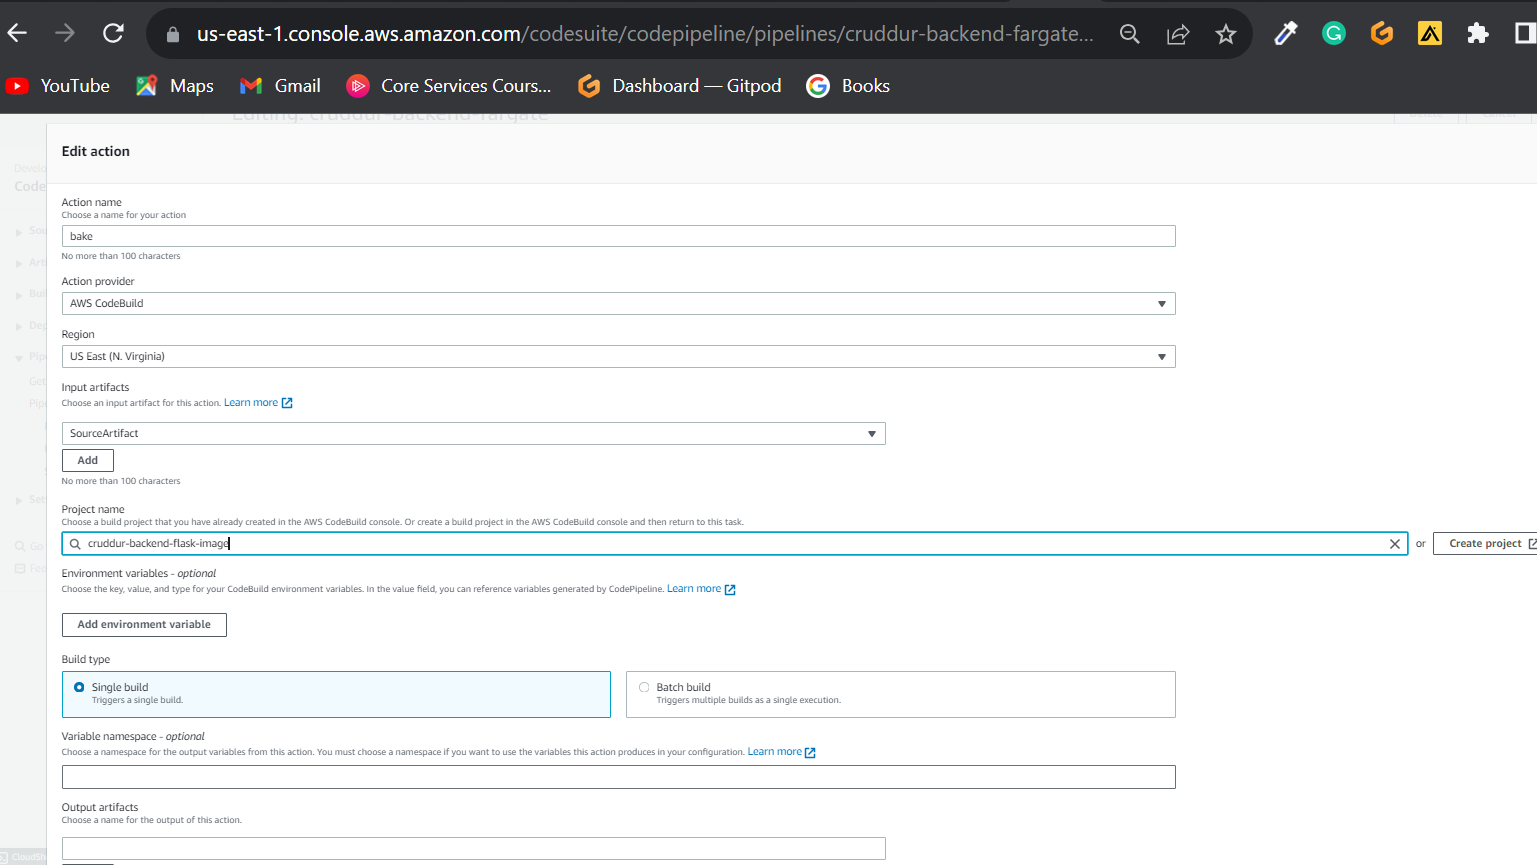 us-east-1.console.aws.amazon.com/codesuite/codepipeline/pipelines/cruddur-backend-fargate...
YouTube Maps Gmail Core Services Cours... Dashboard — Gitpod Books
Editing: cruddur-backend-fargate
Edit action
Action name
Choose a name for your action
bake
No more than 100 characters
Action provider
AWS CodeBuild
Region
US East (N. Virginia)
Input artifacts
Choose an input artifact for this action. Learn more
SourceArtifact
Add
No more than 100 characters
Project name
Choose a build project that you have already created in the AWS CodeBuild console. Or create a build project in the AWS CodeBuild console and then return to this task.
cruddur-backend-flask-image
or
Create project
Environment variables - optional
Choose the key, value, and type for your CodeBuild environment variables. In the value field, you can reference variables generated by CodePipeline. Learn more
Add environment variable
Build type
Single build
Triggers a single build.
Batch build
Triggers multiple builds as a single execution.
Variable namespace - optional
Choose a namespace for the output variables from this action. You must choose a namespace if you want to use the variables this action produces in your configuration. Learn more
Output artifacts
Choose a name for the output of this action.